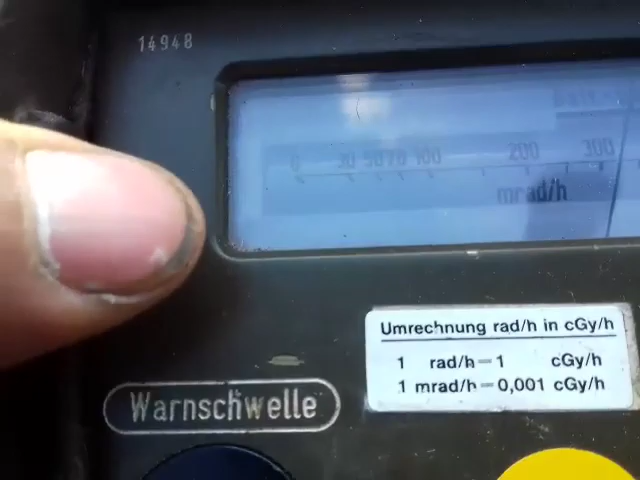 14948
0 30 50 70 100 200 300
mrad/h
Umrechnung rad/h in cGy/h
1 rad/h=1 cGy/h
1 mrad/h=0,001 cGy/h
Warnschwelle